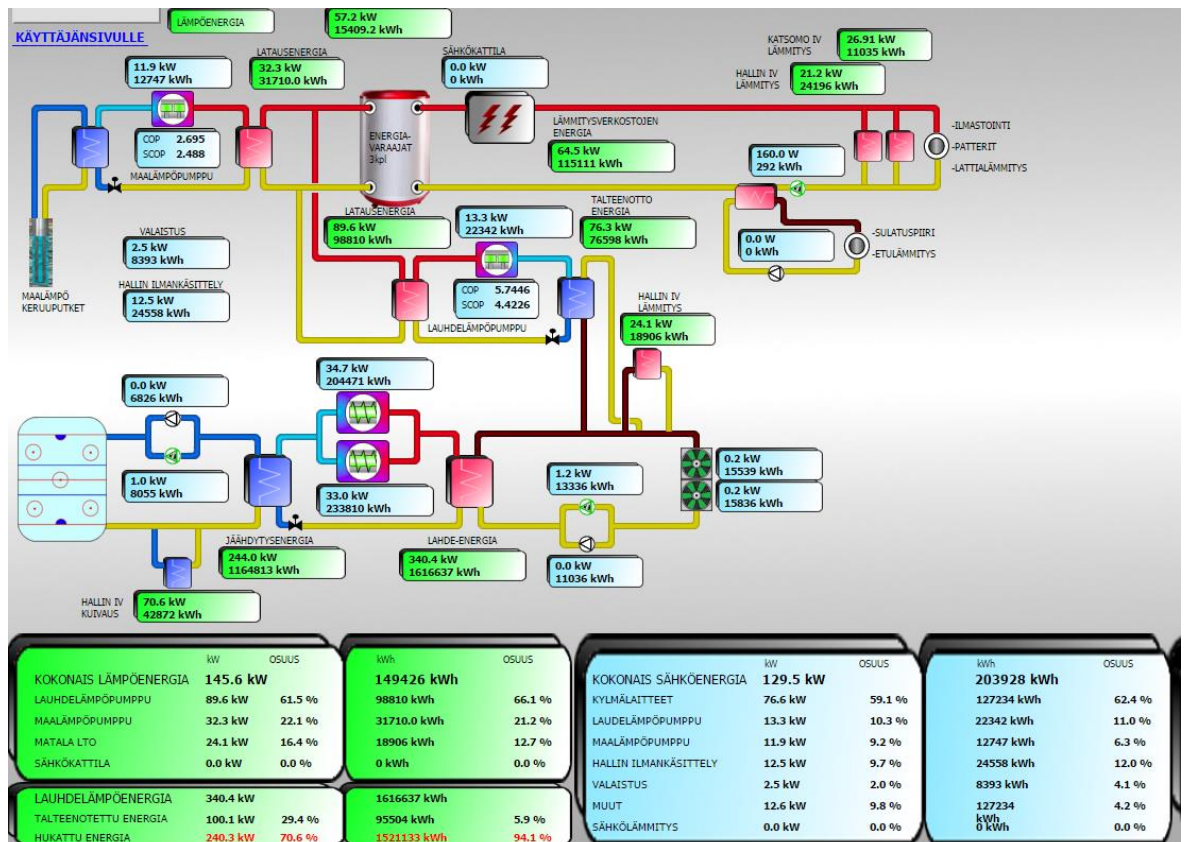 LÄMPÖENERGIA
57.2 kW
15409.2 kWh
KÄYTTÄJÄNSIVULLE
11.9 kW
12747 kWh
LATAUSENERGIA
32.3 kW
31710.0 kWh
SÄHKÖKATTILA
0.0 kW
0 kWh
KATSOMO IV
LÄMMITYS
26.91 kW
11035 kWh
HALLIN IV
LÄMMITYS
21.2 kW
24196 kWh
COP 2.695
SCOP 2.488
MAALÄMPÖPUMPPU
ENERGIA-
VARAAJAT
3kpl
LÄMMITYSVERKOSTOJEN
ENERGIA
64.5 kW
115111 kWh
160.0 W
292 kWh
-ILMASTOINTI
-PATTERIT
-LATTIALÄMMITYS
LATAUSENERGIA
89.6 kW
98810 kWh
13.3 kW
22342 kWh
TALTEENOTTO
ENERGIA
76.3 kW
76598 kWh
0.0 W
0 kWh
-SULATUSPIIRI
-ETULÄMMITYS
VALAISTUS
2.5 kW
8393 kWh
HALLIN ILMANKÄSITTELY
12.5 kW
24558 kWh
MAALÄMPÖ
KERUUPUTKET
COP 5.7446
SCOP 4.4226
LAUHDELÄMPÖPUMPPU
HALLIN IV
LÄMMITYS
24.1 kW
18906 kWh
0.0 kW
6826 kWh
34.7 kW
204471 kWh
1.0 kW
8055 kWh
33.0 kW
233810 kWh
1.2 kW
13336 kWh
0.2 kW
15539 kWh
0.2 kW
15836 kWh
JÄÄHDYTYSENERGIA
244.0 kW
1164813 kWh
LAHDE-ENERGIA
340.4 kW
1616637 kWh
0.0 kW
11036 kWh
HALLIN IV
KUIVAUS
70.6 kW
42872 kWh
kW OSUUS kWh OSUUS
KOKONAIS LÄMPÖENERGIA 145.6 kW 149426 kWh
LAUHDELÄMPÖPUMPPU 89.6 kW 61.5 % 98810 kWh 66.1 %
MAALÄMPÖPUMPPU 32.3 kW 22.1 % 31710.0 kWh 21.2 %
MATALA LTO 24.1 kW 16.4 % 18906 kWh 12.7 %
SÄHKÖKATTILA 0.0 kW 0.0 % 0 kWh 0.0 %
LAUHDELÄMPÖENERGIA 340.4 kW 1616637 kWh
TALTEENOTETTU ENERGIA 100.1 kW 29.4 % 95504 kWh 5.9 %
HUKATTU ENERGIA 240.3 kW 70.6 % 1521133 kWh 94.1 %
kW OSUUS kWh OSUUS
KOKONAIS SÄHKÖENERGIA 129.5 kW 203928 kWh
KYLMÄLAITTEET 76.6 kW 59.1 % 127234 kWh 62.4 %
LAUDELÄMPÖPUMPPU 13.3 kW 10.3 % 22342 kWh 11.0 %
MAALÄMPÖPUMPPU 11.9 kW 9.2 % 12747 kWh 6.3 %
HALLIN ILMANKÄSITTELY 12.5 kW 9.7 % 24558 kWh 12.0 %
VALAISTUS 2.5 kW 2.0 % 8393 kWh 4.1 %
MUUT 12.6 kW 9.8 % 127234 kWh 4.2 %
SÄHKÖLÄMMITYS 0.0 kW 0.0 % 0 kWh 0.0 %